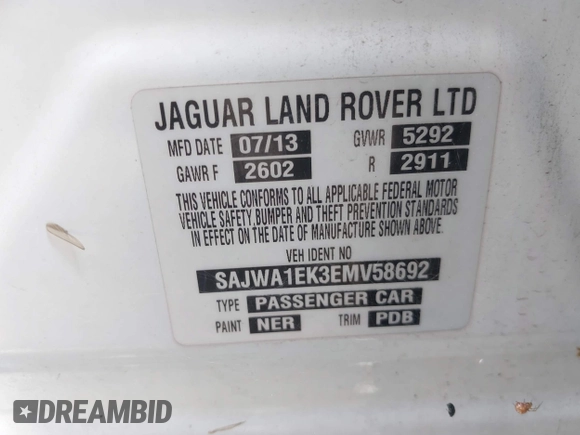 JAGUAR LAND ROVER LTD
MFD DATE 07/13 GVWR 5292
GAWR F 2602 R 2911
THIS VEHICLE CONFORMS TO ALL APPLICABLE FEDERAL MOTOR
VEHICLE SAFETY BUMPER AND THEFT PREVENTION STANDARDS
IN EFFECT ON THE DATE OF MANUFACTURE SHOWN ABOVE.
VEH IDENT NO
SAJWA1EK3EMV58692
TYPE PASSENGER CAR
PAINT NER TRIM PDB
DREAMBID